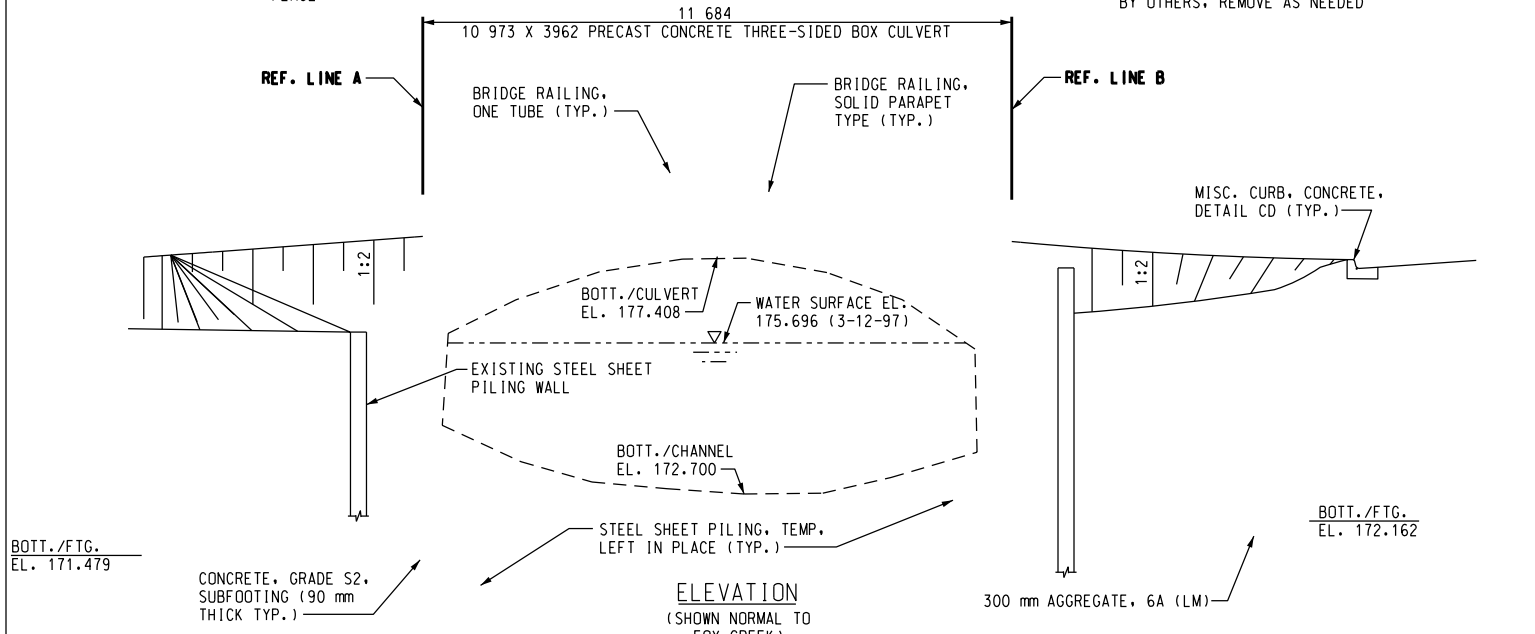 11 684
10 973 X 3962 PRECAST CONCRETE THREE-SIDED BOX CULVERT
BY OTHERS, REMOVE AS NEEDED
REF. LINE A
BRIDGE RAILING,
ONE TUBE (TYP.)
BRIDGE RAILING,
SOLID PARAPET
TYPE (TYP.)
REF. LINE B
MISC. CURB, CONCRETE,
DETAIL CD (TYP.)
1:2
1:2
BOTT./CULVERT
EL. 177.408
WATER SURFACE EL.
175.696 (3-12-97)
EXISTING STEEL SHEET
PILING WALL
BOTT./CHANNEL
EL. 172.700
STEEL SHEET PILING, TEMP,
LEFT IN PLACE (TYP.)
BOTT./FTG.
EL. 171.479
BOTT./FTG.
EL. 172.162
CONCRETE, GRADE S2,
SUBFOOTING (90 mm
THICK TYP.)
300 mm AGGREGATE, 6A (LM)
ELEVATION
(SHOWN NORMAL TO